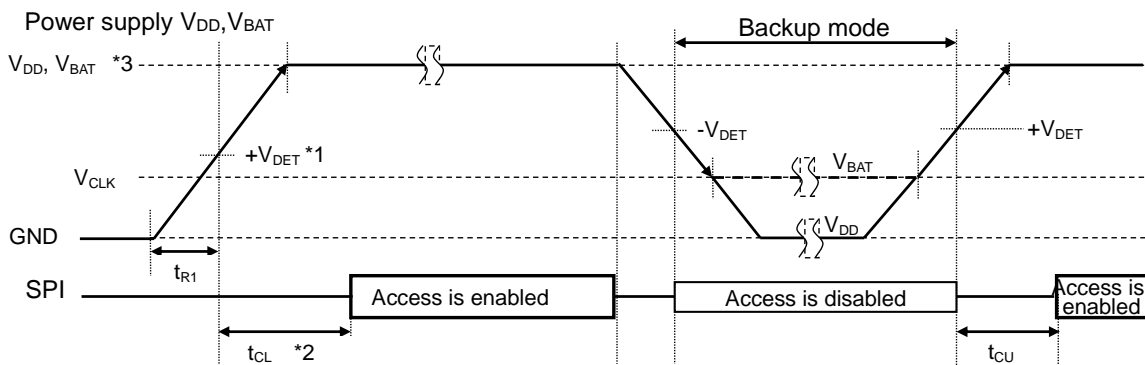 Power supply VDD,VBAT
Backup mode
VDD, VBAT *3
-VDET
+VDET
+VDET *1
VCLK
VBAT
VDD
GND
tR1
SPI
Access is enabled
Access is disabled
Access is
enabled
tCL *2
tCU